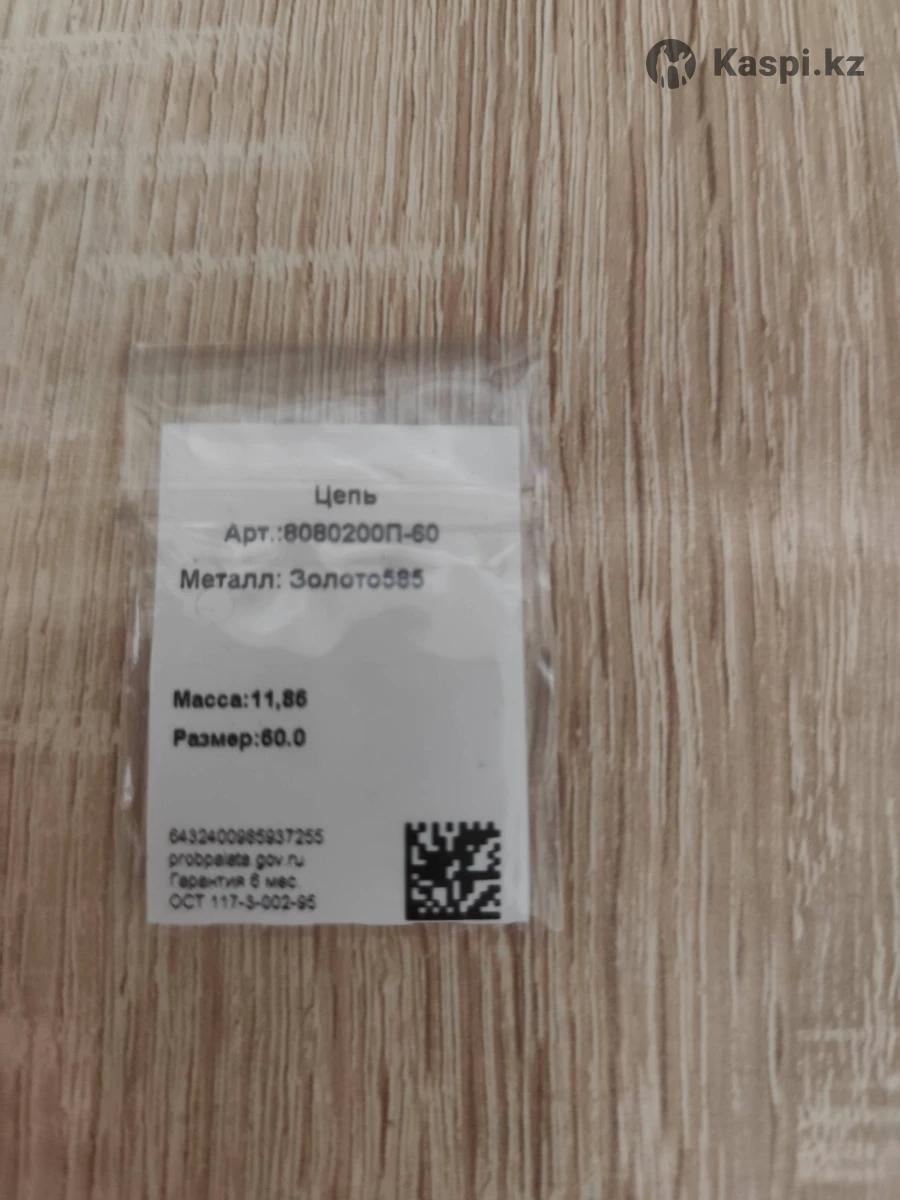 Kaspi.kz
Цепь
Арт.:8080200П-60
Металл: Золото585
Масса:11,86
Размер:60.0
6432400985937255
probpalata.gov.ru
Гарантия 6 мес.
ОСТ 117-3-002-95